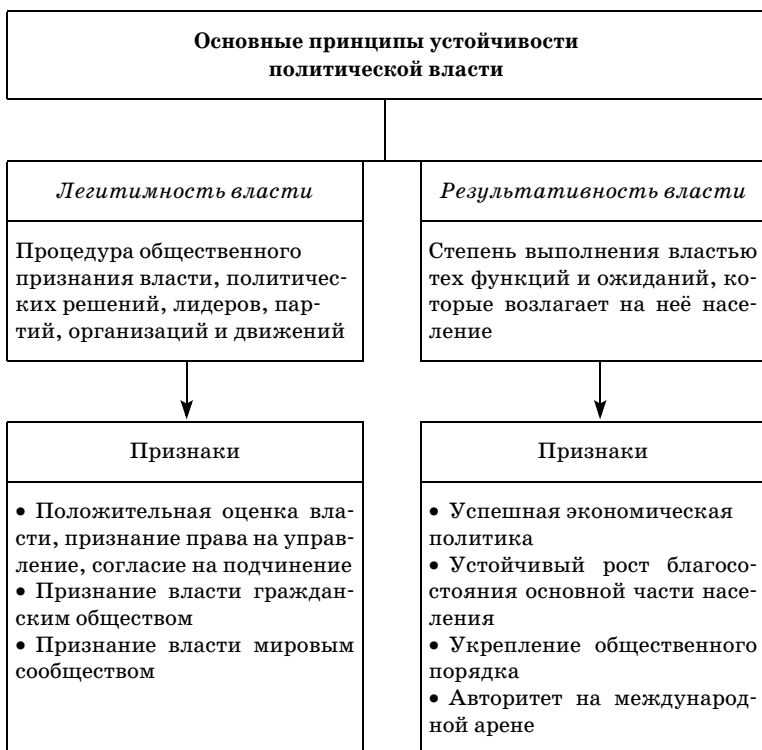 Основные принципы устойчивости
политической власти
Легитимность власти
Процедура общественного
признания власти, политичес-
ких решений, лидеров, пар-
тий, организаций и движений
Признаки
• Положительная оценка вла-
сти, признание права на управ-
ление, согласие на подчинение
• Признание власти граждан-
ским обществом
• Признание власти мировым
сообществом
Результативность власти
Степень выполнения властью
тех функций и ожиданий, ко-
торые возлагает на неё насе-
ление
Признаки
• Успешная экономическая
политика
• Устойчивый рост благосо-
стояния основной части насе-
ления
• Укрепление общественного
порядка
• Авторитет на международ-
ной арене